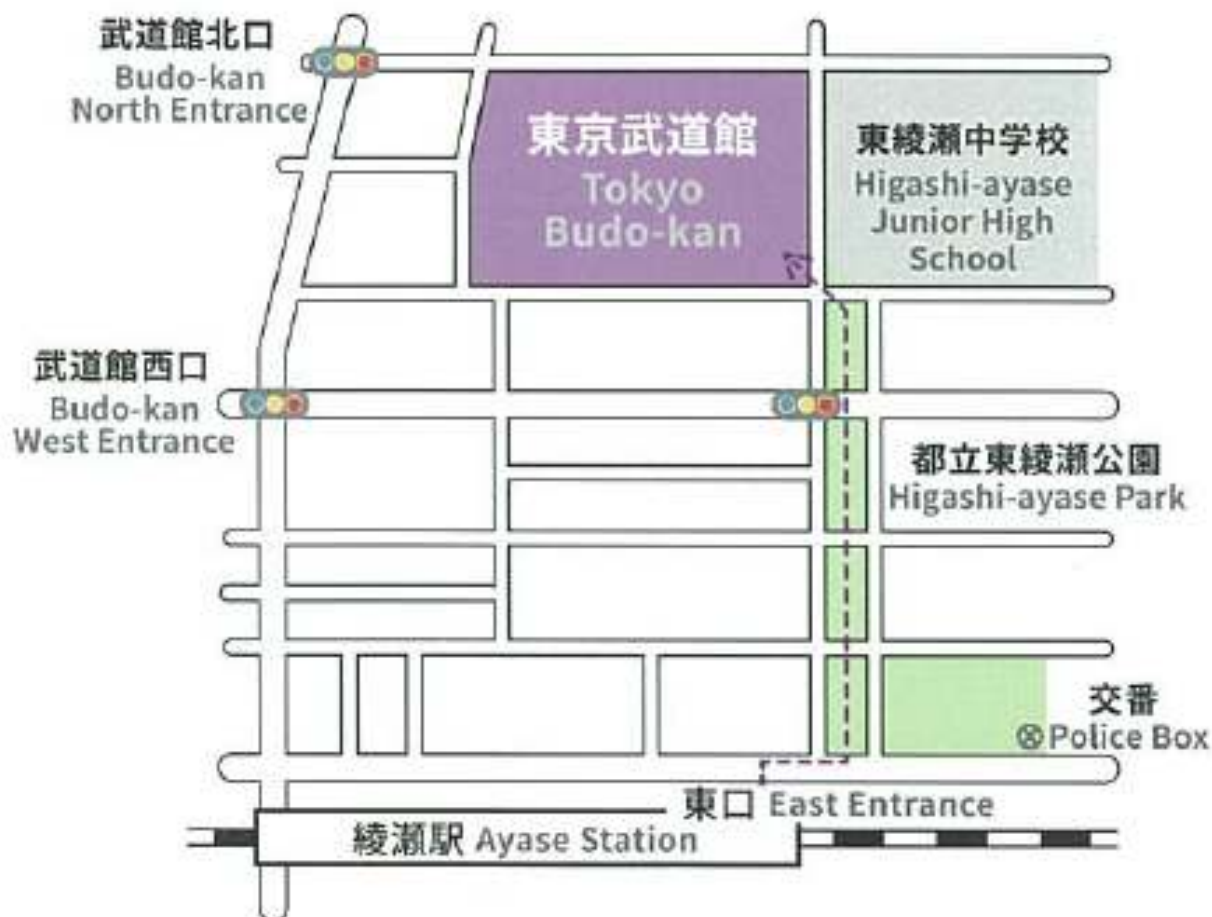 武道館北口
Budo-kan
North Entrance
東京武道館
Tokyo
Budo-kan
東綾瀬中学校
Higashi-ayase
Junior High
School
武道館西口
Budo-kan
West Entrance
都立東綾瀬公園
Higashi-ayase Park
交番
Police Box
東口 East Entrance
綾瀬駅 Ayase Station